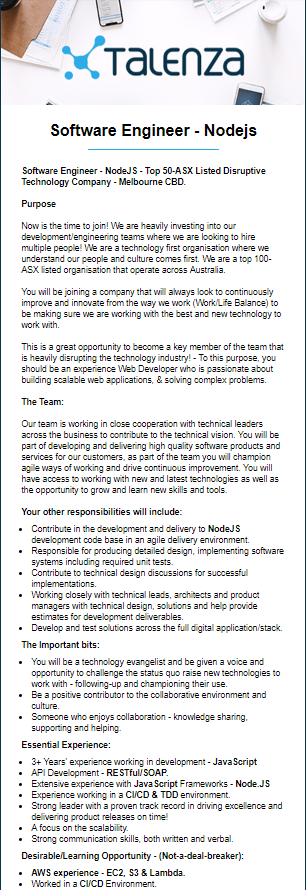 TALENZA
Software Engineer - Nodejs
Software Engineer - NodeJS - Top 50-ASX Listed Disruptive
Technology Company - Melbourne CBD.
Purpose
Now is the time to join! We are heavily investing into our
development/engineering teams where we are looking to hire
multiple people! We are a technology first organisation where we
understand our people and culture comes first. We are a top 100-
ASX listed organisation that operate across Australia.
You will be joining a company that will always look to continuously
improve and innovate from the way we work (Work/Life Balance) to
be making sure we are working with the best and new technology to
work with.
This is a great opportunity to become a key member of the team that
is heavily disrupting the technology industry! - To this purpose, you
should be an experience Web Developer who is passionate about
building scalable web applications, & solving complex problems.
The Team:
Our team is working in close cooperation with technical leaders
across the business to contribute to the technical vision. You will be
part of developing and delivering high quality software products and
services for our customers, as part of the team you will champion
agile ways of working and drive continuous improvement. You will
have access to working with new and latest technologies as well as
the opportunity to grow and learn new skills and tools.
Your other responsibilities will include:
• Contribute in the development and delivery to NodeJS
development code base in an agile delivery environment.
• Responsible for producing detailed design, implementing software
systems including required unit tests.
• Contribute to technical design discussions for successful
implementations.
• Working closely with technical leads, architects and product
managers with technical design, solutions and help provide
estimates for development deliverables.
• Develop and test solutions across the full digital application/stack.
The Important bits:
• You will be a technology evangelist and be given a voice and
opportunity to challenge the status quo raise new technologies to
work with - following-up and championing their use.
• Be a positive contributor to the collaborative environment and
culture.
• Someone who enjoys collaboration - knowledge sharing,
supporting and helping.
Essential Experience:
• 3+ Years' experience working in development - JavaScript
• API Development - RESTful/SOAP.
• Extensive experience with JavaScript Frameworks - Node.JS
• Experience working in a CI/CD & TDD environment.
• Strong leader with a proven track record in driving excellence and
delivering product releases on time!
• A focus on the scalability.
• Strong communication skills, both written and verbal.
Desirable/Learning Opportunity - (Not-a-deal-breaker):
• AWS experience - EC2, S3 & Lambda.
• Worked in a CI/CD Environment.